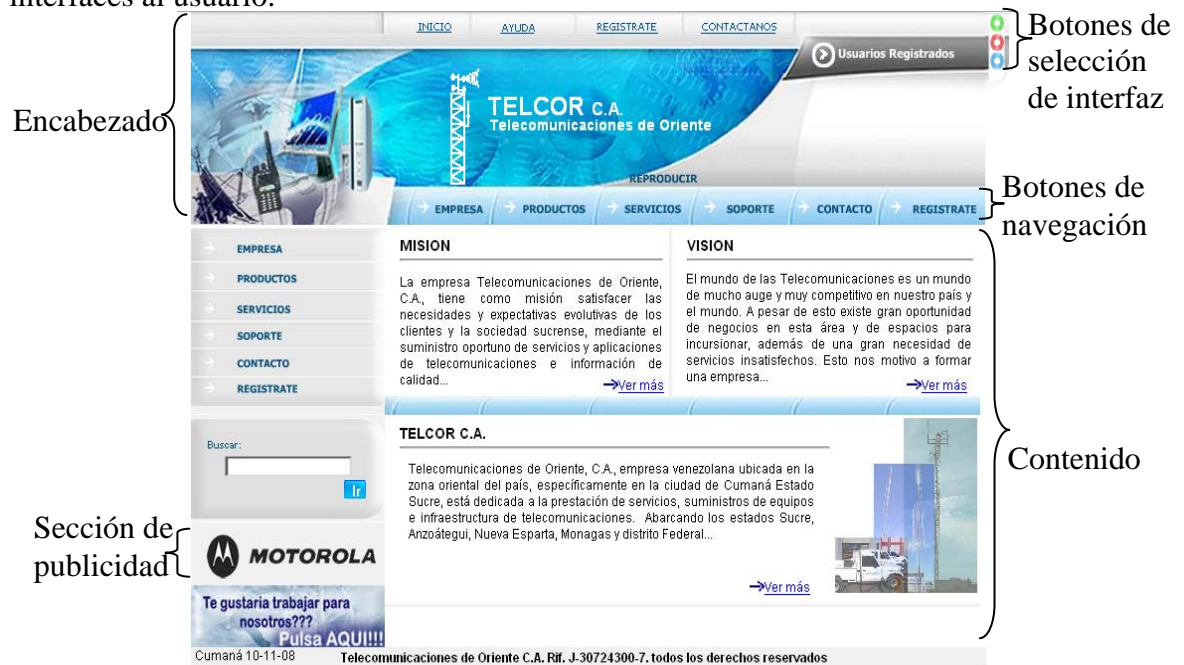 interfaces al usuario.
INICIO AYUDA REGISTRATE CONTACTANOS
Usuarios Registrados
Botones de
selección
de interfaz
Encabezado
TELCOR C.A.
Telecomunicaciones de Oriente
REPRODUCIR
EMPRESA PRODUCTOS SERVICIOS SOPORTE CONTACTO REGISTRATE
Botones de
navegación
EMPRESA
PRODUCTOS
SERVICIOS
SOPORTE
CONTACTO
REGISTRATE
MISION
La empresa Telecomunicaciones de Oriente,
C.A., tiene como misión satisfacer las
necesidades y expectativas evolutivas de los
clientes y la sociedad sucrense, mediante el
suministro oportuno de servicios y aplicaciones
de telecomunicaciones e información de
calidad...
Ver más
VISION
El mundo de las Telecomunicaciones es un mundo
de mucho auge y muy competitivo en nuestro país y
el mundo. A pesar de esto existe gran oportunidad
de negocios en esta área y de espacios para
incursionar, además de una gran necesidad de
servicios insatisfechos. Esto nos motivo a formar
una empresa...
Ver más
Contenido
Buscar:
Ir
TELCOR C.A.
Telecomunicaciones de Oriente, C.A., empresa venezolana ubicada en la
zona oriental del país, específicamente en la ciudad de Cumaná Estado
Sucre, está dedicada a la prestación de servicios, suministros de equipos
e infraestructura de telecomunicaciones. Abarcando los estados Sucre,
Anzoátegui, Nueva Esparta, Monagas y distrito Federal...
Ver más
Sección de
publicidad
MOTOROLA
Te gustaria trabajar para
nosotros???
Pulsa AQUI!!!
Cumaná 10-11-08
Telecomunicaciones de Oriente C.A. Rif. J-30724300-7. todos los derechos reservados